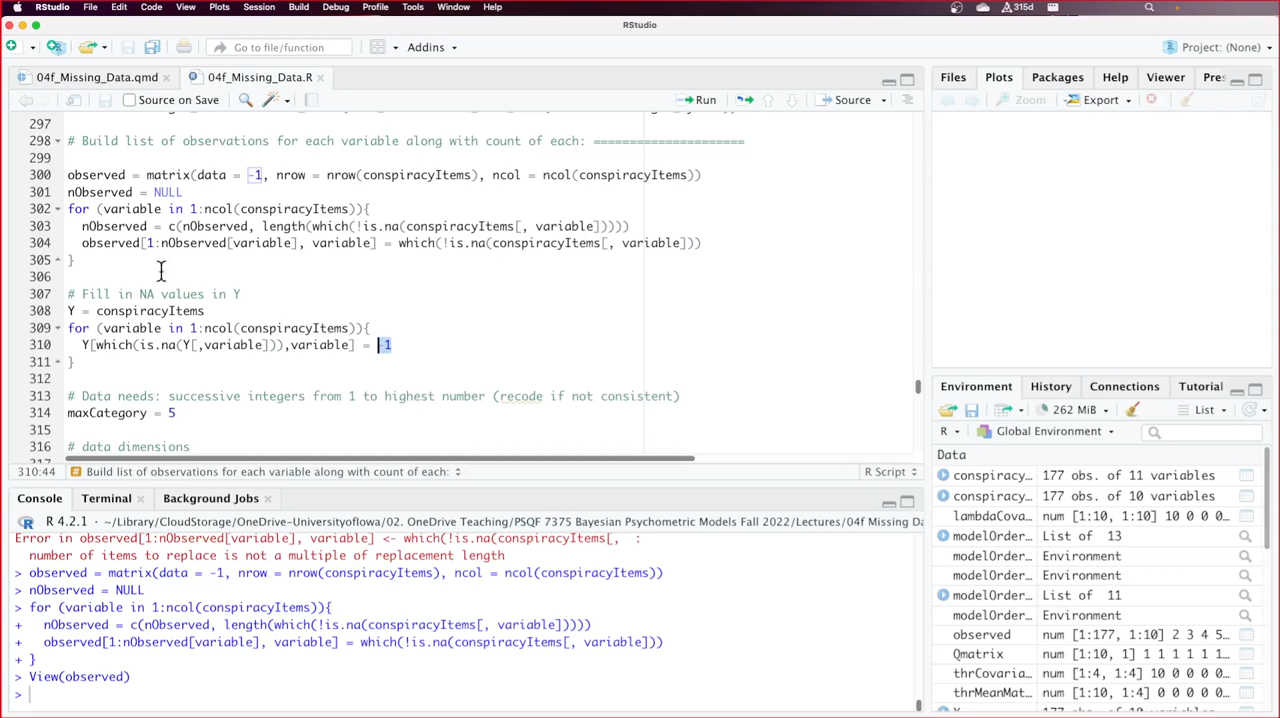 RStudio File Edit Code View Plots Session Build Debug Profile Tools Window Help 315d
RStudio
Go to file/function Addins Project: (None)
04f_Missing_Data.qmd 04f_Missing_Data.R
Source on Save Run Source
297
298 # Build list of observations for each variable along with count of each: ======================
299
300 observed = matrix(data = -1, nrow = nrow(conspiracyItems), ncol = ncol(conspiracyItems))
301 nObserved = NULL
302 for (variable in 1:ncol(conspiracyItems)){
303 nObserved = c(nObserved, length(which(!is.na(conspiracyItems[, variable]))))
304 observed[1:nObserved[variable], variable] = which(!is.na(conspiracyItems[, variable]))
305 }
306
307 # Fill in NA values in Y
308 Y = conspiracyItems
309 for (variable in 1:ncol(conspiracyItems)){
310 Y[which(is.na(Y[,variable])),variable] = -1
311 }
312
313 # Data needs: successive integers from 1 to highest number (recode if not consistent)
314 maxCategory = 5
315
316 # data dimensions
310:44 Build list of observations for each variable along with count of each: R Script
Console Terminal Background Jobs
R 4.2.1 · ~/Library/CloudStorage/OneDrive-UniversityofIowa/02. OneDrive Teaching/PSQF 7375 Bayesian Psychometric Models Fall 2022/Lectures/04f Missing Da
Error in observed[1:nObserved[variable], variable] <- which(!is.na(conspiracyItems[, :
number of items to replace is not a multiple of replacement length
> observed = matrix(data = -1, nrow = nrow(conspiracyItems), ncol = ncol(conspiracyItems))
> nObserved = NULL
> for (variable in 1:ncol(conspiracyItems)){
+ nObserved = c(nObserved, length(which(!is.na(conspiracyItems[, variable]))))
+ observed[1:nObserved[variable], variable] = which(!is.na(conspiracyItems[, variable]))
+ }
> View(observed)
>
Files Plots Packages Help Viewer Pres
Zoom Export
Environment History Connections Tutorial
262 MiB List
R Global Environment
Data
conspiracy… 177 obs. of 11 variables
conspiracy… 177 obs. of 10 variables
lambdaCova… num [1:10, 1:10] 10 0 0 0…
modelOrder… List of 13
modelOrder… Environment
modelOrder… Environment
modelOrder… List of 11
modelOrder… Environment
observed num [1:177, 1:10] 2 3 4 5…
Qmatrix num [1:10, 1] 1 1 1 1 1 1…
thrCovaria… num [1:4, 1:4] 10 0 0 0 0…
thrMeanMat… num [1:10, 1:4] 0 0 0 0 0…